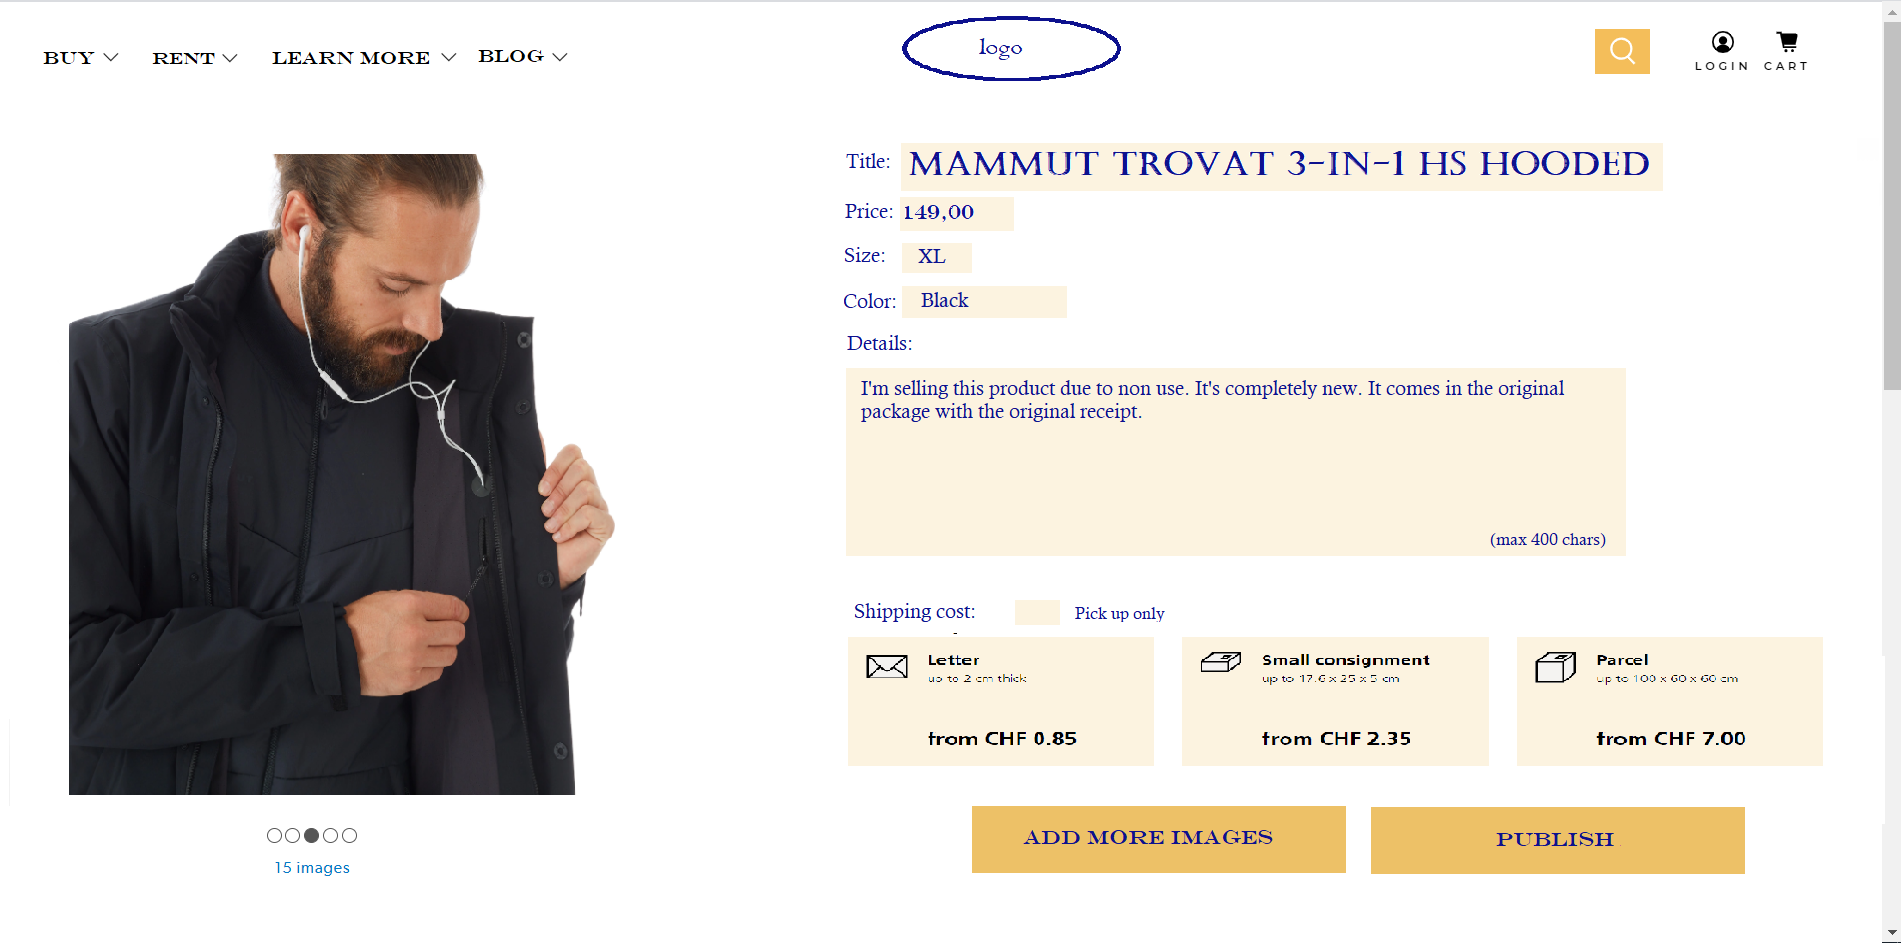 BUY
RENT
LEARN MORE
BLOG
logo
LOGIN
CART
Title: MAMMUT TROVAT 3-IN-1 HS HOODED
Price: 149,00
Size: XL
Color: Black
Details:
I'm selling this product due to non use. It's completely new. It comes in the original
package with the original receipt.
(max 400 chars)
Shipping cost:
Pick up only
Letter
up to 2 cm thick
from CHF 0.85
Small consignment
up to 17.6 x 25 x 5 cm
from CHF 2.35
Parcel
up to 100 x 60 x 60 cm
from CHF 7.00
15 images
ADD MORE IMAGES
PUBLISH